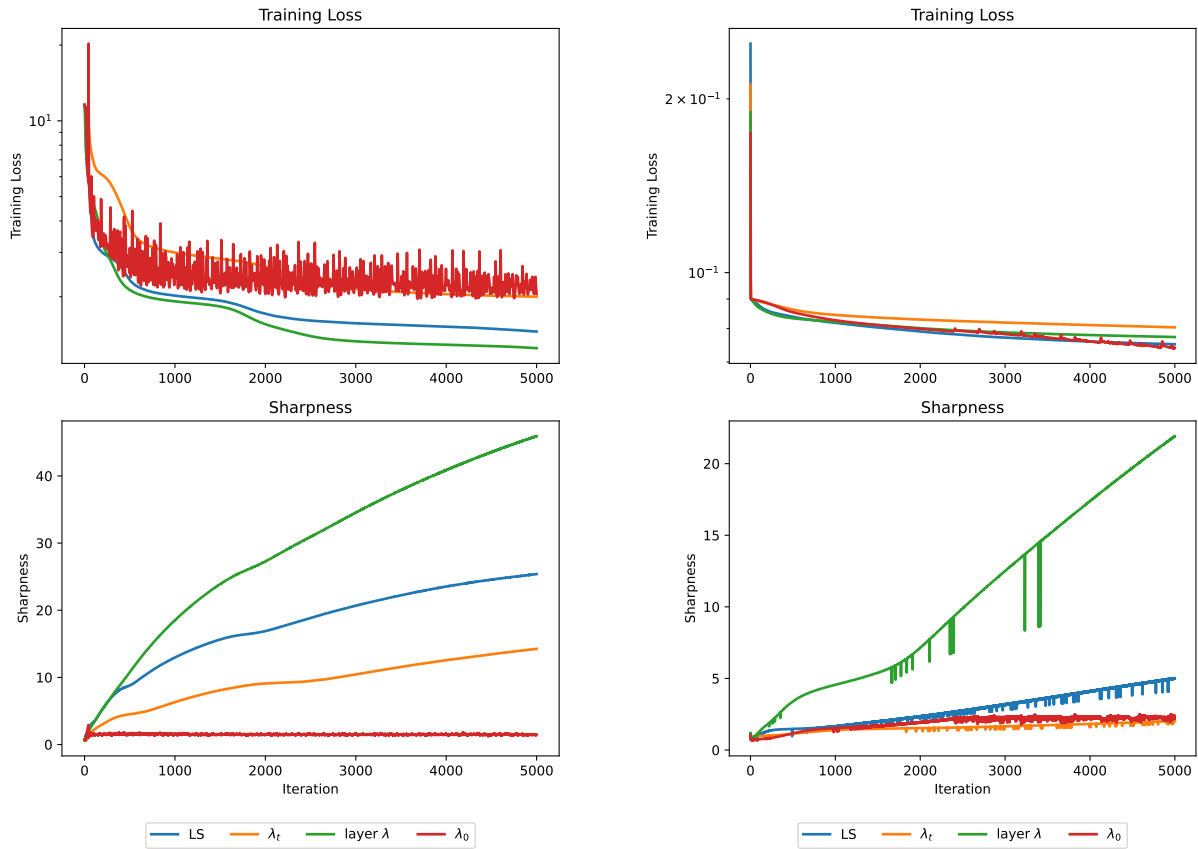 Training Loss
Training Loss
10^1
0 1000 2000 3000 4000 5000
Training Loss
Training Loss
2 × 10^−1
10^−1
0 1000 2000 3000 4000 5000
Sharpness
Sharpness
40
30
20
10
0
0 1000 2000 3000 4000 5000
Iteration
Sharpness
Sharpness
20
15
10
5
0
0 1000 2000 3000 4000 5000
Iteration
LS λ_t layer λ λ_0
LS λ_t layer λ λ_0